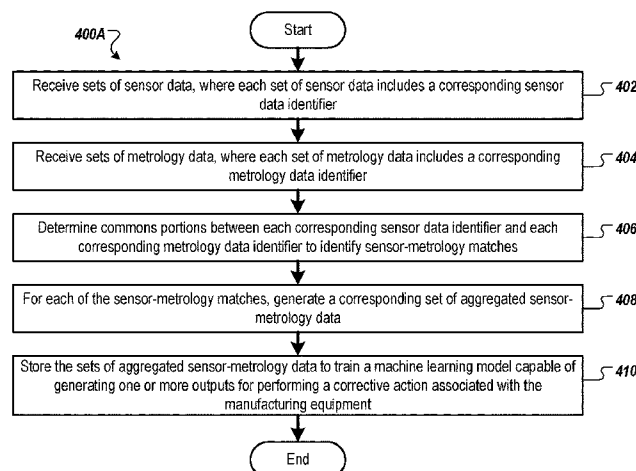 400A
Start
Receive sets of sensor data, where each set of sensor data includes a corresponding sensor
data identifier
402
Receive sets of metrology data, where each set of metrology data includes a corresponding
metrology data identifier
404
Determine commons portions between each corresponding sensor data identifier and each
corresponding metrology data identifier to identify sensor-metrology matches
406
For each of the sensor-metrology matches, generate a corresponding set of aggregated sensor-
metrology data
408
Store the sets of aggregated sensor-metrology data to train a machine learning model capable of
generating one or more outputs for performing a corrective action associated with the
manufacturing equipment
410
End